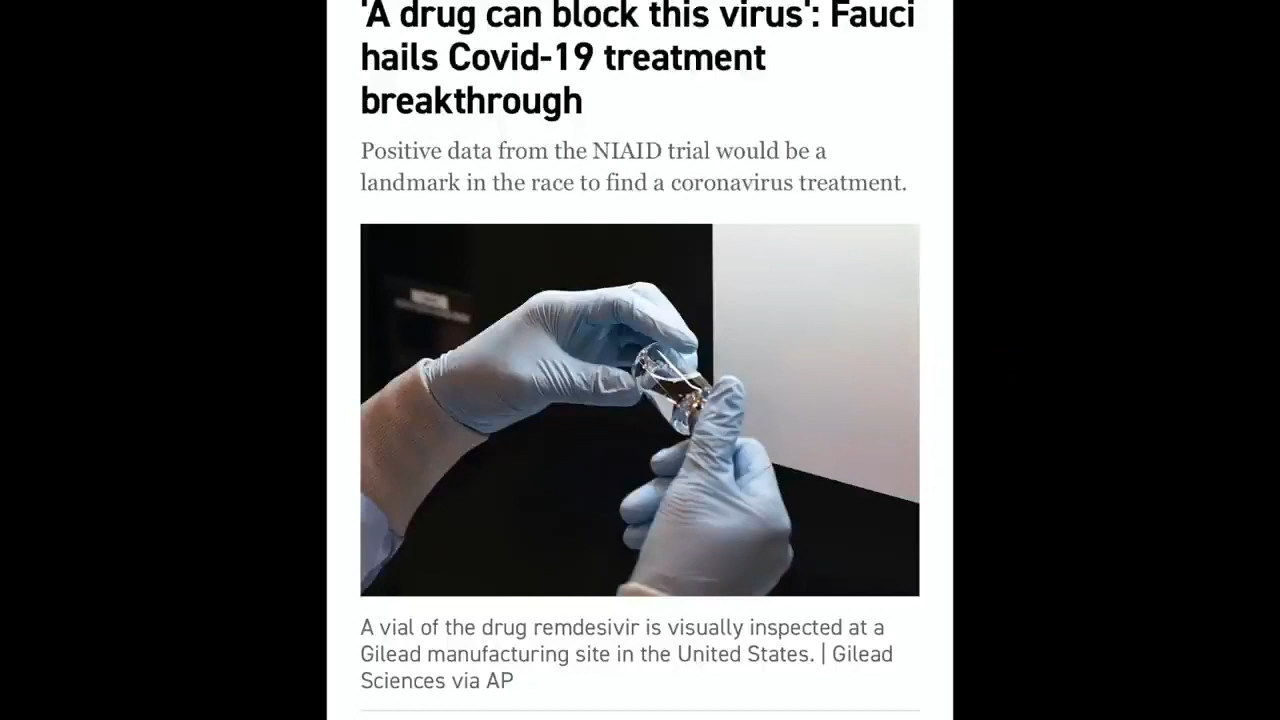 'A drug can block this virus': Fauci
hails Covid-19 treatment
breakthrough
Positive data from the NIAID trial would be a
landmark in the race to find a coronavirus treatment.
A vial of the drug remdesivir is visually inspected at a
Gilead manufacturing site in the United States. | Gilead
Sciences via AP